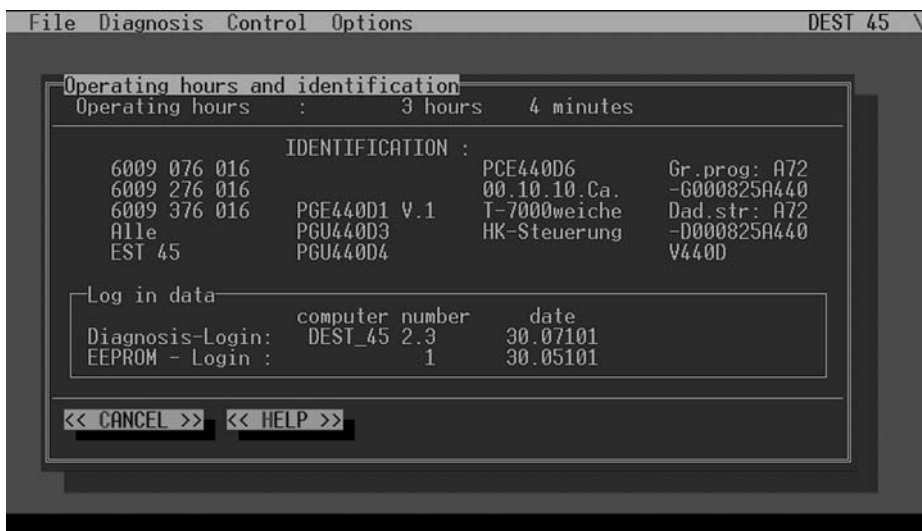 File Diagnosis Control Options DEST 45
Operating hours and identification
Operating hours : 3 hours 4 minutes
IDENTIFICATION :
6009 076 016 PCE440D6 Gr.prog: A72
6009 276 016 00.10.10.Ca. -G000825A440
6009 376 016 PGE440D1 V.1 T-7000weiche Dad.str: A72
Alle PGU440D3 HK-Steuerung -D000825A440
EST 45 PGU440D4 V440D
Log in data
computer number date
Diagnosis-Login: DEST_45 2.3 30.07101
EEPROM - Login : 1 30.05101
<< CANCEL >> << HELP >>